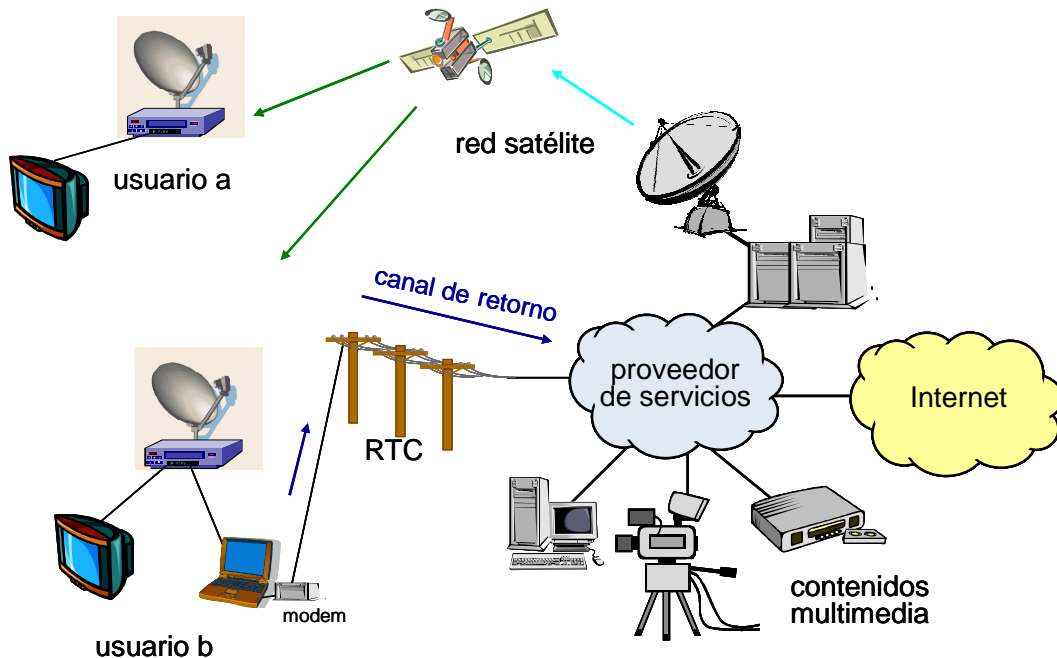 red satélite
usuario a
canal de retorno
proveedor
de servicios
Internet
RTC
modem
usuario b
contenidos
multimedia